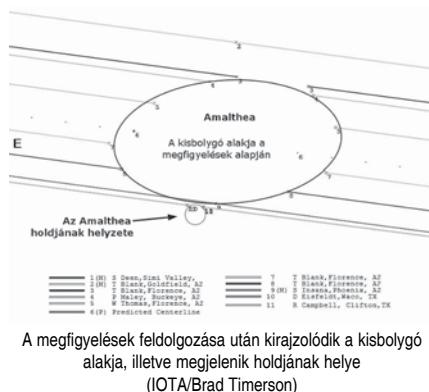 Amalthea
A kisbolygó alakja a
megfigyelések alapján
E
Az Amalthea
holdjának helyzete
1(M) S Dean,Simi Valley,
2(M) T Blank,Goldfield, AZ
3 T Blank,Florence, AZ
4 P Maley, Buckeye, AZ
5 W Thomas,Florence, AZ
6(P) Predicted Centerline
7 T Blank,Florence, AZ
8 T Blank,Florence, AZ
9(M) S Insana,Phoenix, AZ
10 D Eisfeldt,Waco, TX
11 R Campbell, Clifton,TX
A megfigyelések feldolgozása után kirajzolódik a kisbolygó
alakja, illetve megjelenik holdjának helye
(IOTA/Brad Timerson)